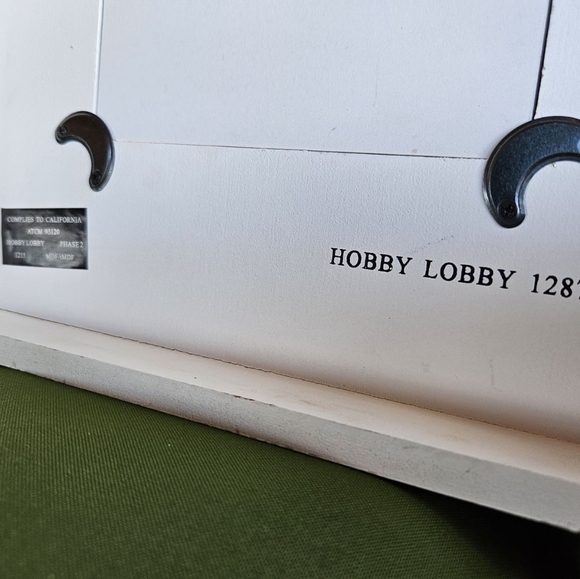 COMPLIES TO CALIFORNIA
ATCM 93120
HOBBY LOBBY PHASE 2
HOBBY LOBBY 128